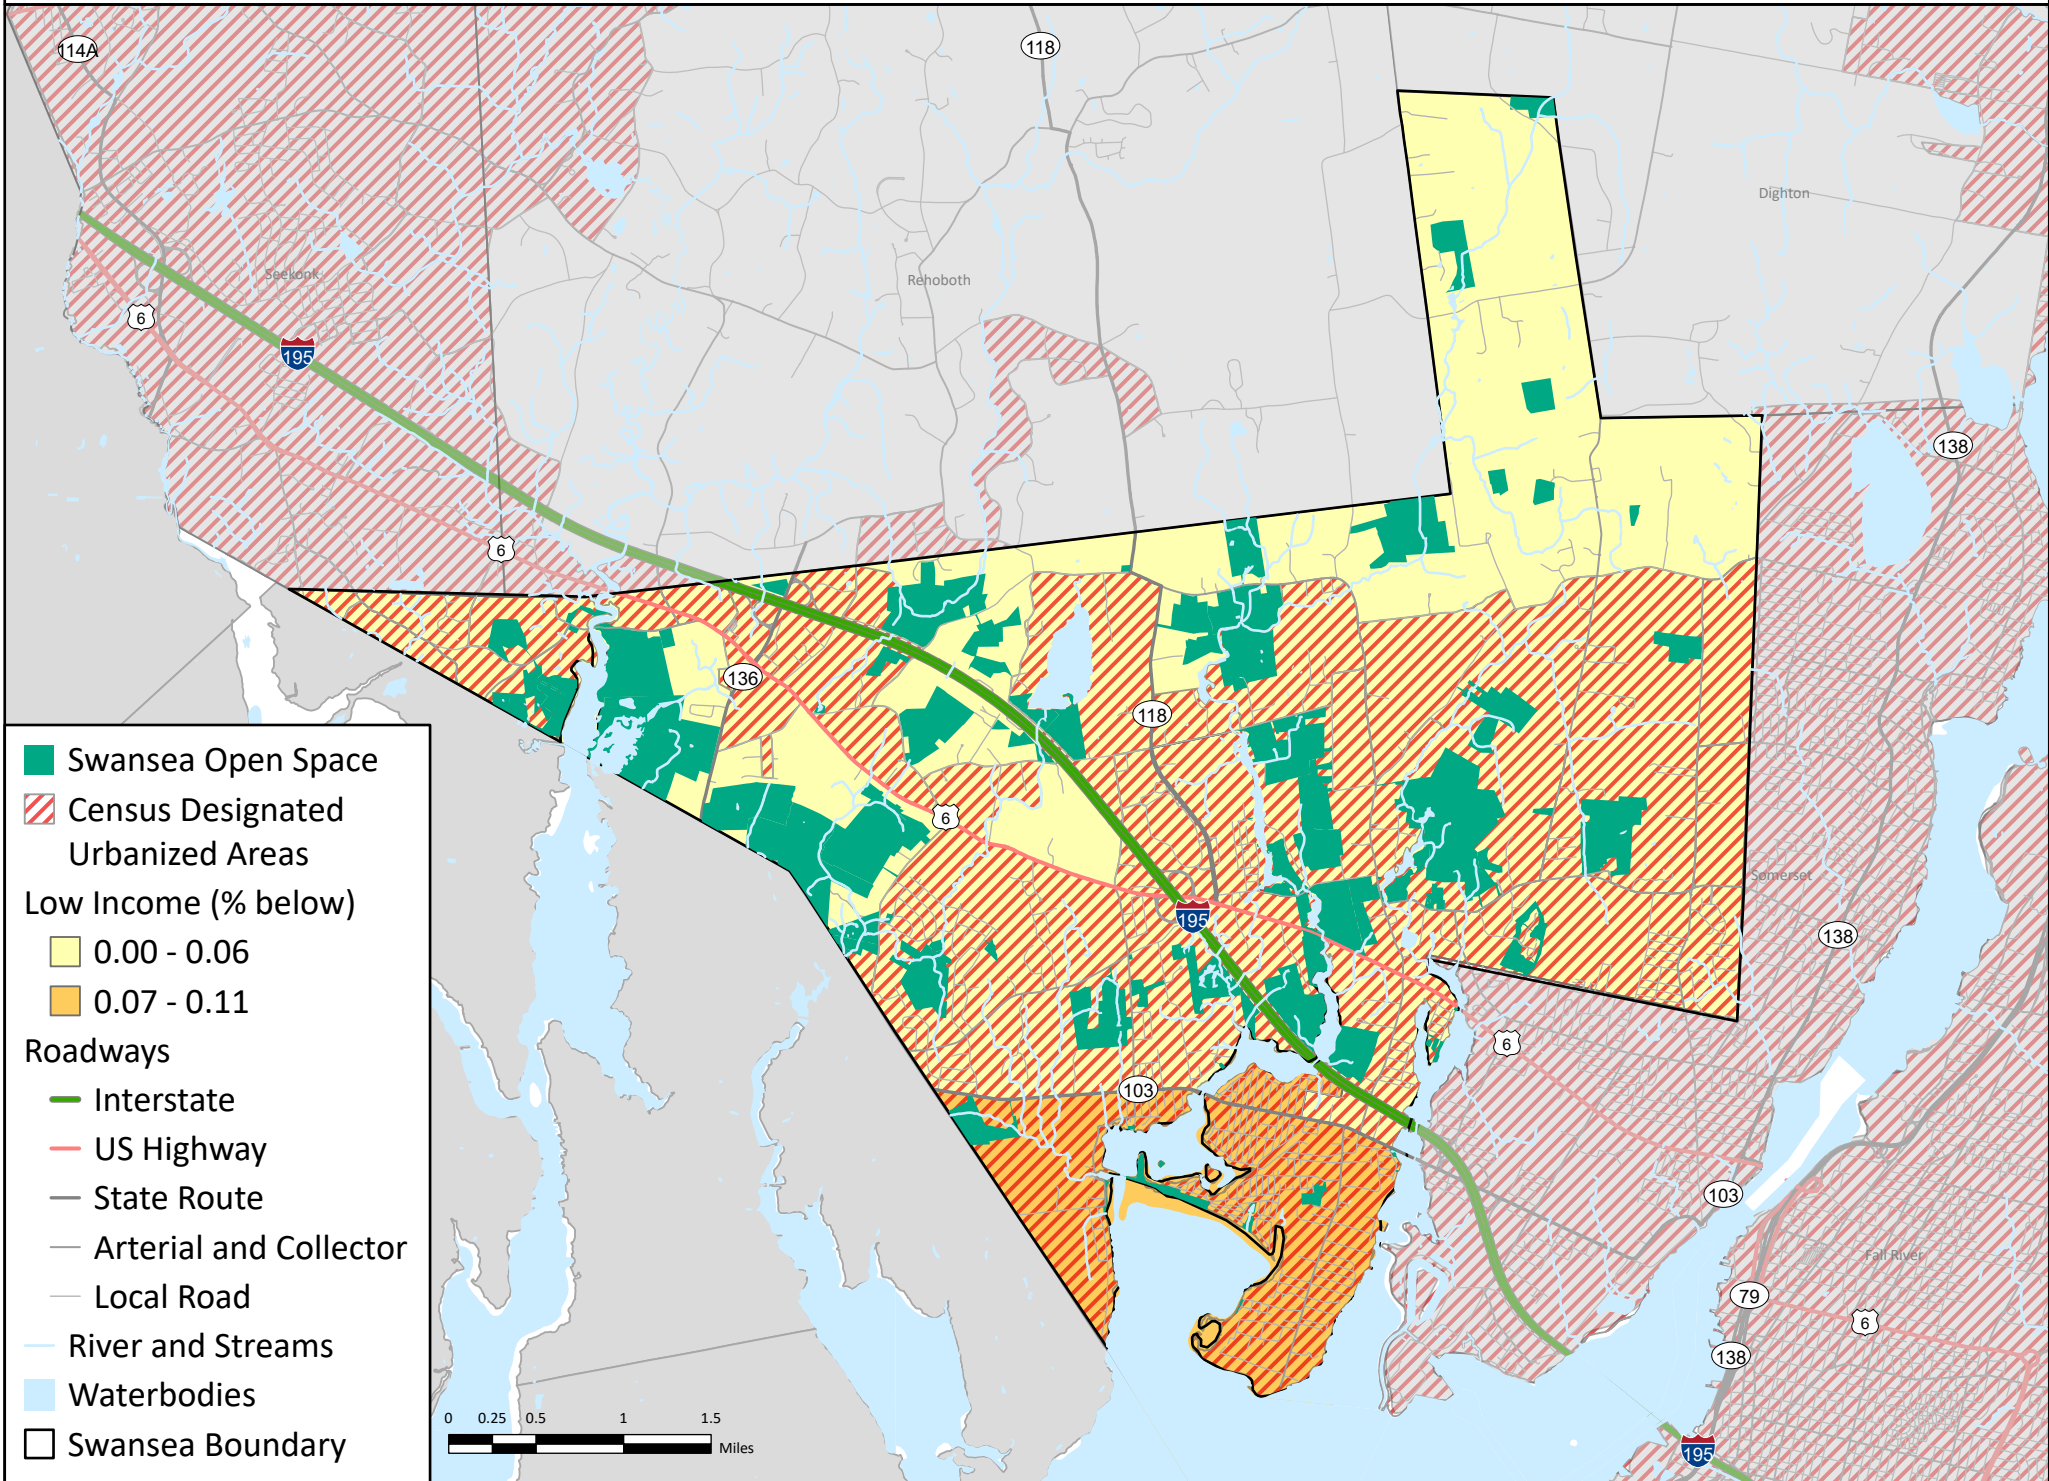 114A
118
Dighton
Seekonk
Rehoboth
6
195
138
6
136
118
6
195
Somerset
138
6
103
103
Fall River
79
6
138
195
Swansea Open Space
Census Designated
Urbanized Areas
Low Income (% below)
0.00 - 0.06
0.07 - 0.11
Roadways
Interstate
US Highway
State Route
Arterial and Collector
Local Road
River and Streams
Waterbodies
Swansea Boundary
0 0.25 0.5 1 1.5
Miles